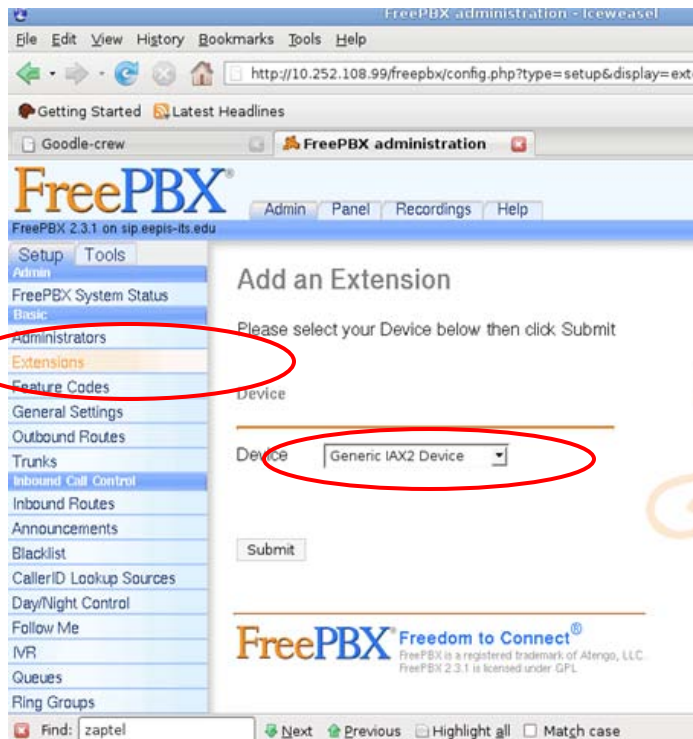 FreePBX administration - Iceweasel
File Edit View History Bookmarks Tools Help
http://10.252.108.99/freepbx/config.php?type=setup&display=ext
Getting Started Latest Headlines
Goodle-crew FreePBX administration
FreePBX®
Admin Panel Recordings Help
FreePBX 2.3.1 on sip.eepis-its.edu
Setup Tools
Admin
FreePBX System Status
Basic
Administrators
Extensions
Feature Codes
General Settings
Outbound Routes
Trunks
Inbound Call Control
Inbound Routes
Announcements
Blacklist
CallerID Lookup Sources
Day/Night Control
Follow Me
IVR
Queues
Ring Groups
Add an Extension
Please select your Device below then click Submit
Device
Device Generic IAX2 Device
Submit
FreePBX® Freedom to Connect®
FreePBX is a registered trademark of Atengo, LLC.
FreePBX 2.3.1 is licensed under GPL
Find: zaptel Next Previous Highlight all Match case